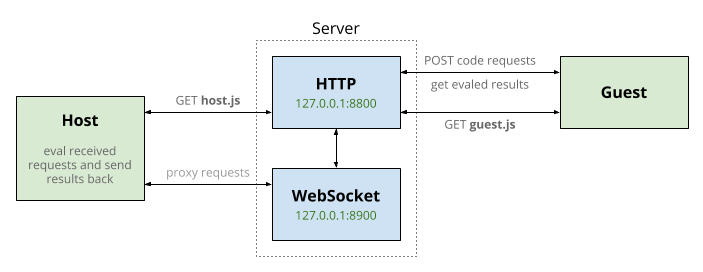 Server
HTTP
127.0.0.1:8800
POST code requests
get evaled results
Guest
GET host.js
GET guest.js
Host
eval received
requests and send
results back
proxy requests
WebSocket
127.0.0.1:8900